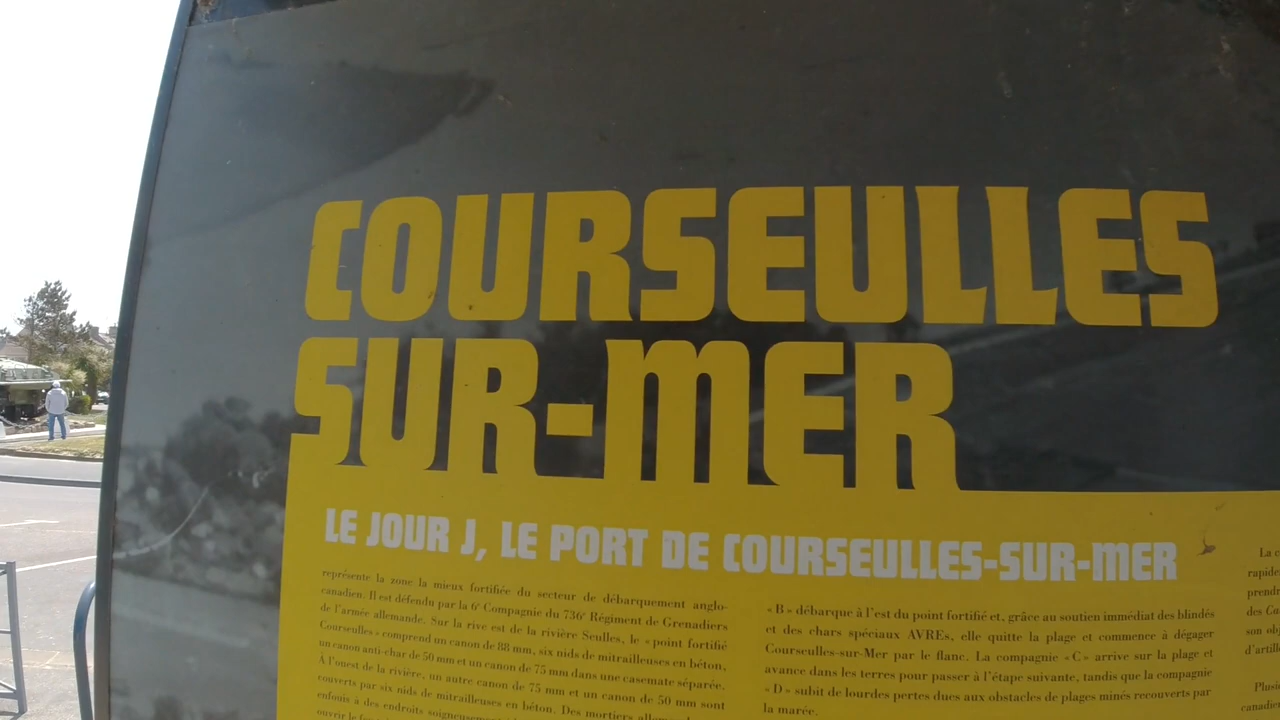 COURSEULLES
SUR-MER
LE JOUR J, LE PORT DE COURSEULLES-SUR-MER
représente la zone la mieux fortifiée du secteur de débarquement anglo-
canadien. Il est défendu par la 6e Compagnie du 736e Régiment de Grenadiers
de l'armée allemande. Sur la rive est de la rivière Seulles, le « point fortifié
Courseulles » comprend un canon de 88 mm, six nids de mitrailleuses en béton,
un canon anti-char de 50 mm et un canon de 75 mm dans une casemate séparée.
À l'ouest de la rivière, un autre canon de 75 mm et un canon de 50 mm sont
couverts par six nids de mitrailleuses en béton. Des mortiers
enfouis à des endroits
ouvrir le
« B » débarque à l'est du point fortifié et, grâce au soutien immédiat des blindés
et des chars spéciaux AVREs, elle quitte la plage et commence à dégager
Courseulles-sur-Mer par le flanc. La compagnie « C » arrive sur la plage et
avance dans les terres pour passer à l'étape suivante, tandis que la compagnie
« D » subit de lourdes pertes dues aux obstacles de plages minés recouverts par
la marée.
La
des
son